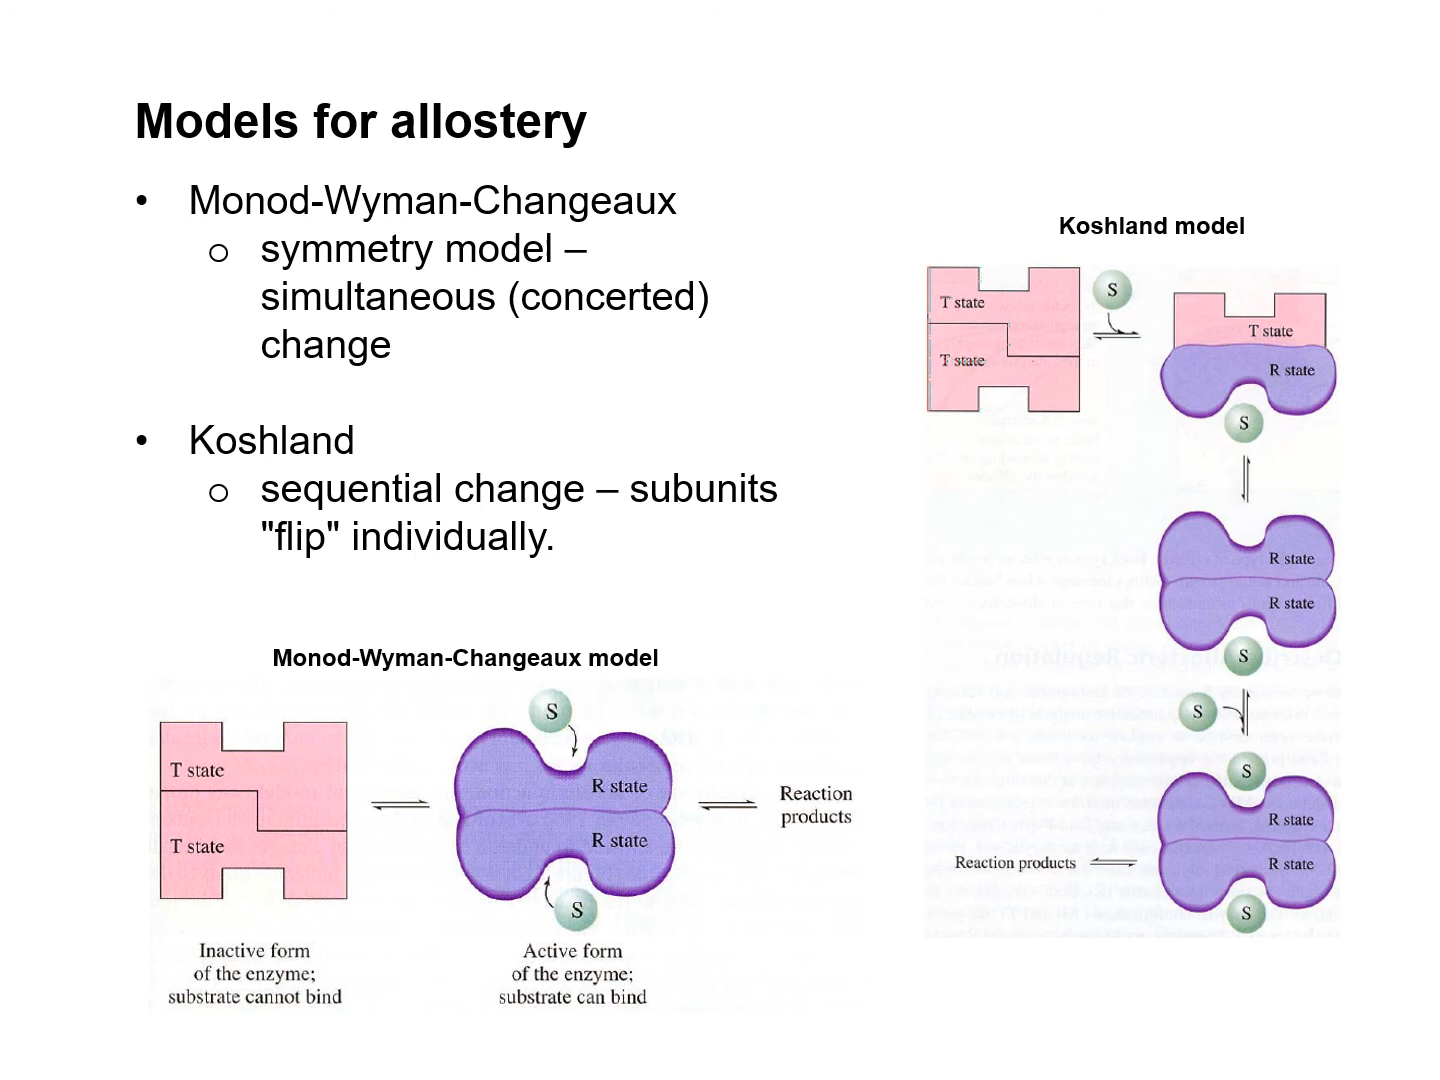 Models for allostery
• Monod-Wyman-Changeaux
o symmetry model –
simultaneous (concerted)
change
• Koshland
o sequential change – subunits
"flip" individually.
Monod-Wyman-Changeaux model
T state
T state
S
R state
R state
S
Reaction
products
Inactive form
of the enzyme;
substrate cannot bind
Active form
of the enzyme;
substrate can bind
Koshland model
T state
T state
S
T state
R state
S
R state
R state
S
S
S
R state
R state
S
Reaction products